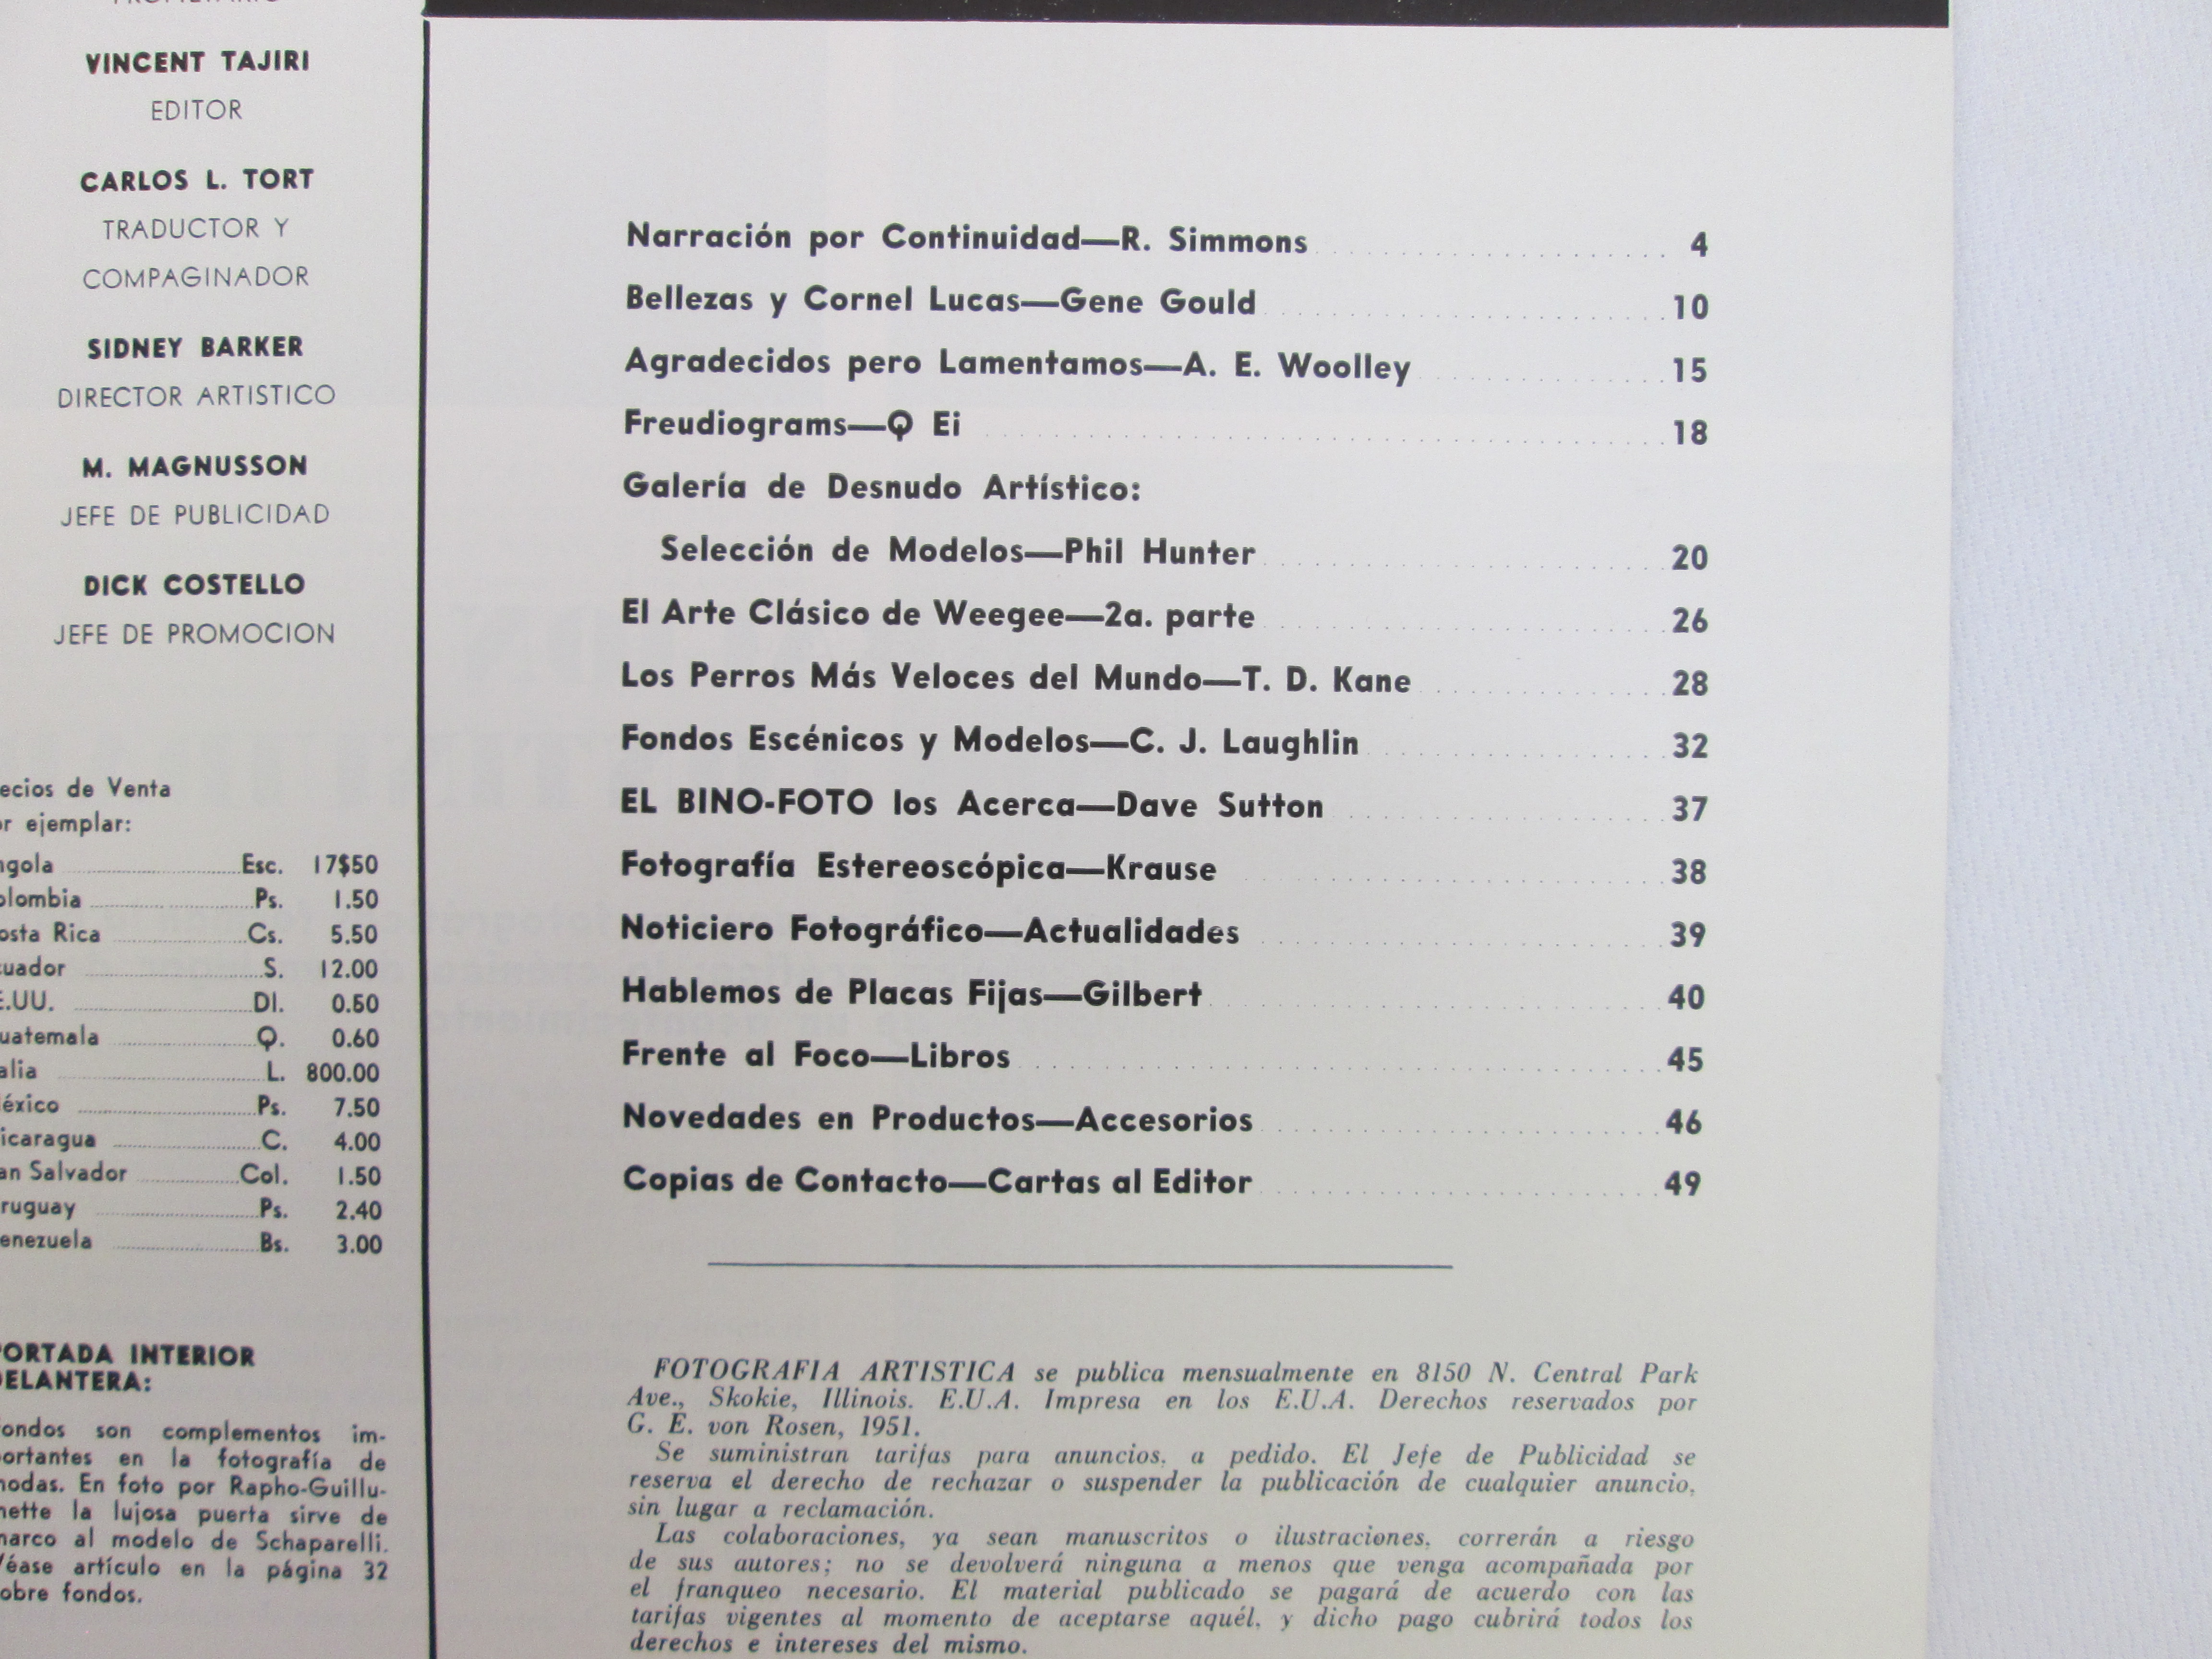 VINCENT TAJIRI
EDITOR
CARLOS L. TORT
TRADUCTOR Y
COMPAGINADOR
SIDNEY BARKER
DIRECTOR ARTISTICO
M. MAGNUSSON
JEFE DE PUBLICIDAD
DICK COSTELLO
JEFE DE PROMOCION
ecios de Venta
r ejemplar:
ngola Esc. 17$50
olombia Ps. 1.50
osta Rica Cs. 5.50
cuador S. 12.00
E.UU. Dl. 0.50
uatemala Q. 0.60
alia L. 800.00
éxico Ps. 7.50
icaragua C. 4.00
an Salvador Col. 1.50
ruguay Ps. 2.40
enezuela Bs. 3.00
PORTADA INTERIOR
DELANTERA:
ondos son complementos im-
portantes en la fotografía de
modas. En foto por Rapho-Guillu-
mette la lujosa puerta sirve de
marco al modelo de Schaparelli.
Véase artículo en la página 32
sobre fondos.
Narración por Continuidad—R. Simmons 4
Bellezas y Cornel Lucas—Gene Gould 10
Agradecidos pero Lamentamos—A. E. Woolley 15
Freudiograms—Q Ei 18
Galería de Desnudo Artístico:
Selección de Modelos—Phil Hunter 20
El Arte Clásico de Weegee—2a. parte 26
Los Perros Más Veloces del Mundo—T. D. Kane 28
Fondos Escénicos y Modelos—C. J. Laughlin 32
EL BINO-FOTO los Acerca—Dave Sutton 37
Fotografía Estereoscópica—Krause 38
Noticiero Fotográfico—Actualidades 39
Hablemos de Placas Fijas—Gilbert 40
Frente al Foco—Libros 45
Novedades en Productos—Accesorios 46
Copias de Contacto—Cartas al Editor 49
FOTOGRAFIA ARTISTICA se publica mensualmente en 8150 N. Central Park
Ave., Skokie, Illinois. E.U.A. Impresa en los E.U.A. Derechos reservados por
G. E. von Rosen, 1951.
Se suministran tarifas para anuncios, a pedido. El Jefe de Publicidad se
reserva el derecho de rechazar o suspender la publicación de cualquier anuncio,
sin lugar a reclamación.
Las colaboraciones, ya sean manuscritos o ilustraciones, correrán a riesgo
de sus autores; no se devolverá ninguna a menos que venga acompañada por
el franqueo necesario. El material publicado se pagará de acuerdo con las
tarifas vigentes al momento de aceptarse aquél, y dicho pago cubrirá todos los
derechos e intereses del mismo.